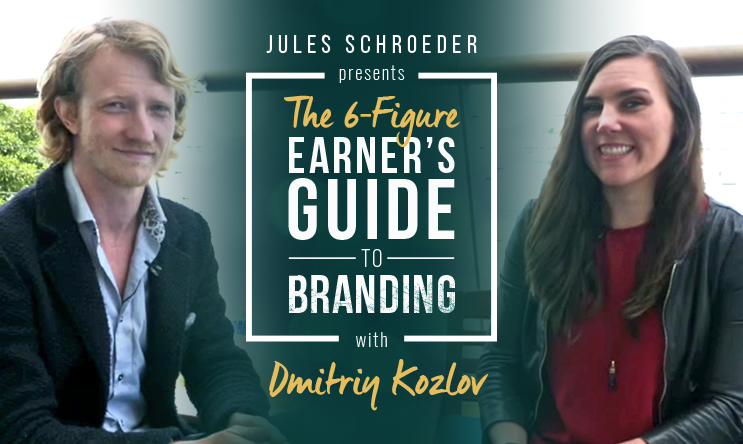 JULES SCHROEDER
presents
The 6-Figure
EARNER'S
GUIDE
TO
BRANDING
with
Dmitriy Kozlov